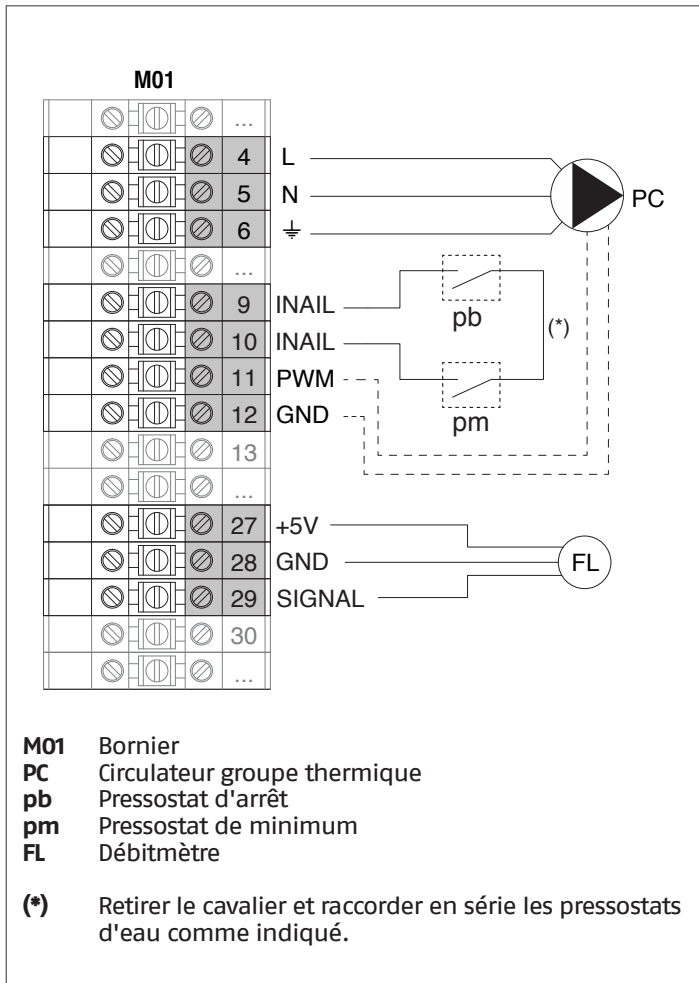 M01
...
4 L
5 N
6
PC
...
9 INAIL
pb
(*)
10 INAIL
11 PWM
12 GND
pm
13
...
27 +5V
28 GND
FL
29 SIGNAL
30
...
M01 Bornier
PC Circulateur groupe thermique
pb Pressostat d'arrêt
pm Pressostat de minimum
FL Débitmètre
(*) Retirer le cavalier et raccorder en série les pressostats
d'eau comme indiqué.